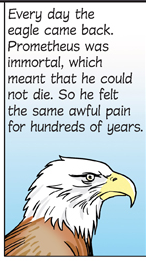 Every day the
eagle came back.
Prometheus was
immortal, which
meant that he could
not die. So he felt
the same awful pain
for hundreds of years.